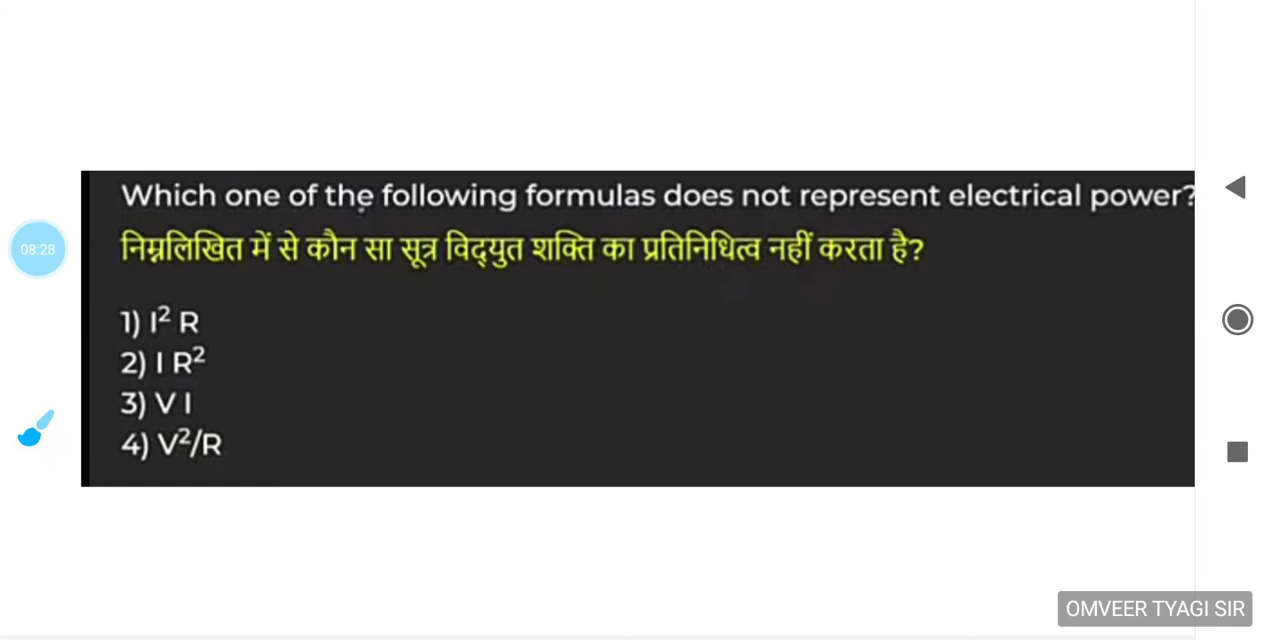 Which one of the following formulas does not represent electrical power?
निम्नलिखित में से कौन सा सूत्र विद्युत शक्ति का प्रतिनिधित्व नहीं करता है?
08:28
1) I² R
2) I R²
3) V I
4) V²/R
OMVEER TYAGI SIR